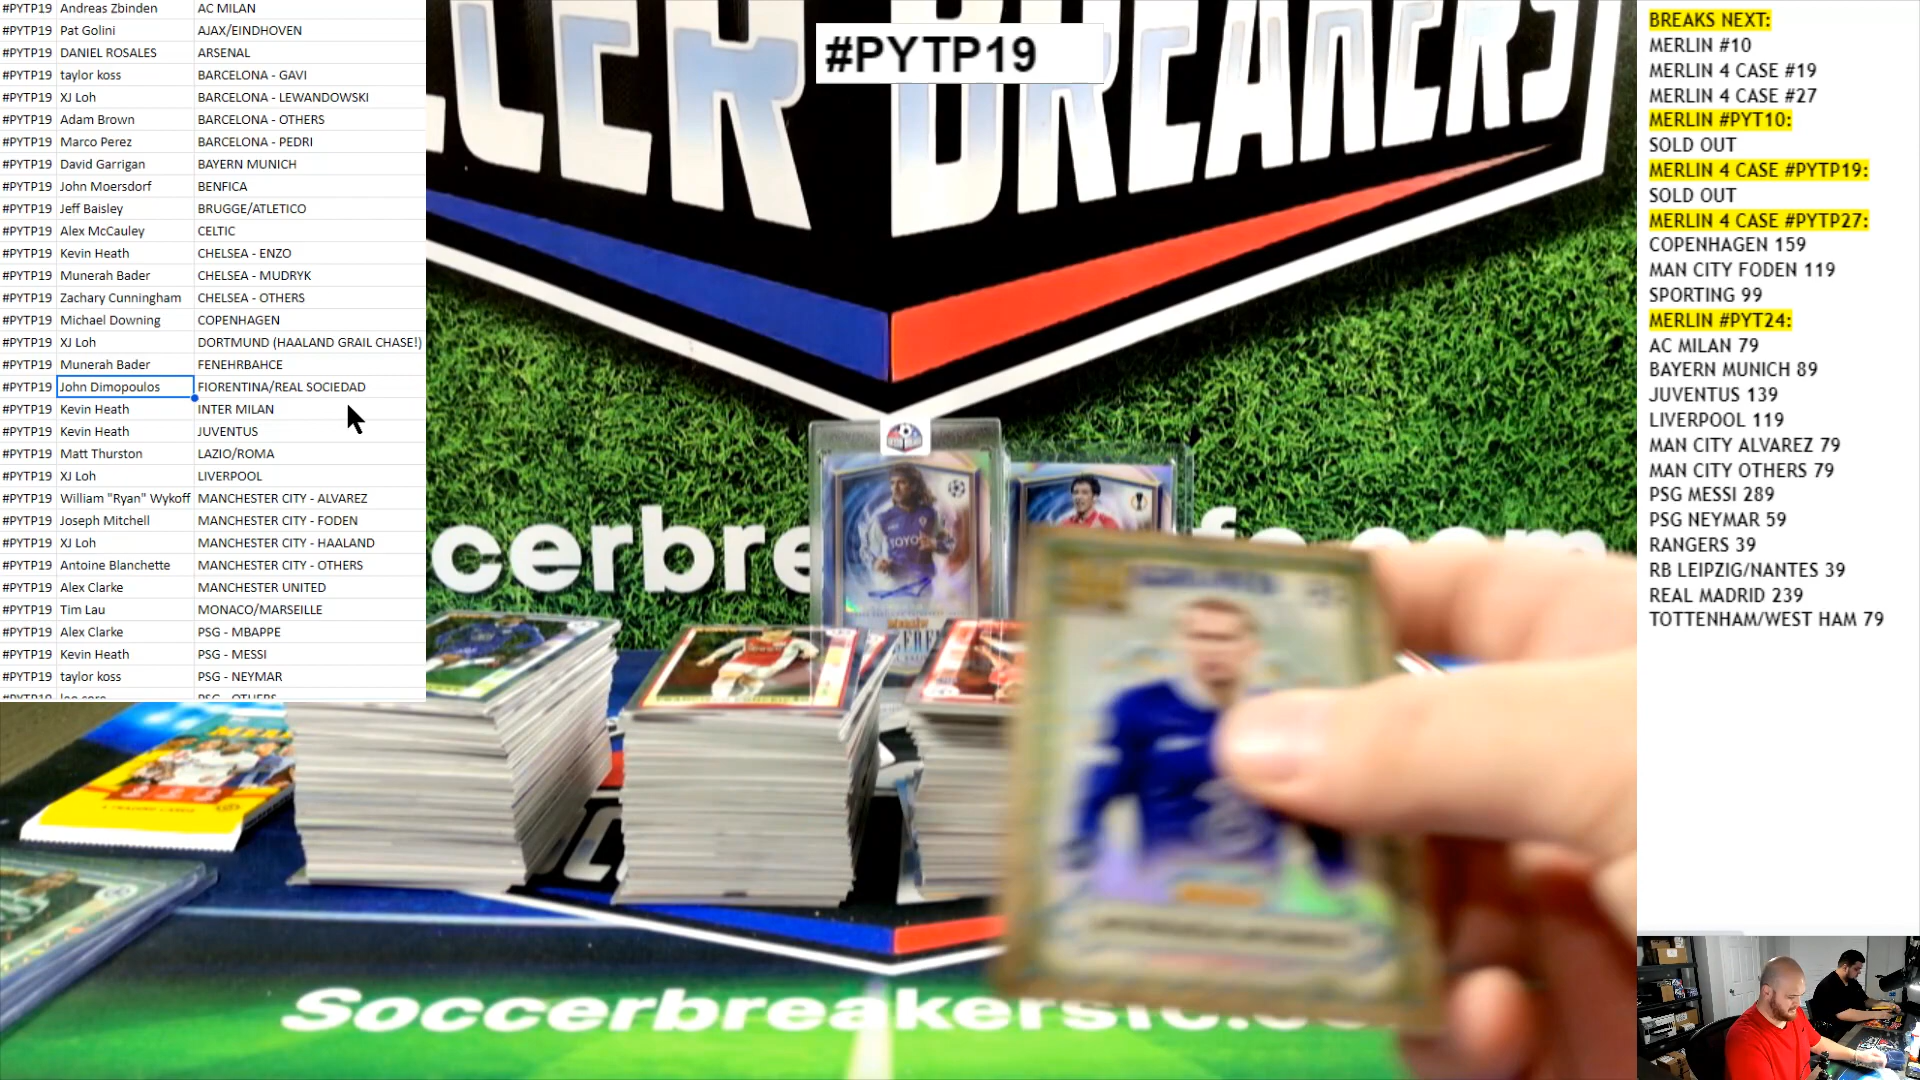 #PYTP19 Andreas Zbinden AC MILAN
#PYTP19 Pat Golini AJAX/EINDHOVEN
#PYTP19 DANIEL ROSALES ARSENAL
#PYTP19 taylor koss BARCELONA - GAVI
#PYTP19 XJ Loh BARCELONA - LEWANDOWSKI
#PYTP19 Adam Brown BARCELONA - OTHERS
#PYTP19 Marco Perez BARCELONA - PEDRI
#PYTP19 David Garrigan BAYERN MUNICH
#PYTP19 John Moersdorf BENFICA
#PYTP19 Jeff Baisley BRUGGE/ATLETICO
#PYTP19 Alex McCauley CELTIC
#PYTP19 Kevin Heath CHELSEA - ENZO
#PYTP19 Munerah Bader CHELSEA - MUDRYK
#PYTP19 Zachary Cunningham CHELSEA - OTHERS
#PYTP19 Michael Downing COPENHAGEN
#PYTP19 XJ Loh DORTMUND (HAALAND GRAIL CHASE!)
#PYTP19 Munerah Bader FENEHRBAHCE
#PYTP19 John Dimopoulos FIORENTINA/REAL SOCIEDAD
#PYTP19 Kevin Heath INTER MILAN
#PYTP19 Kevin Heath JUVENTUS
#PYTP19 Matt Thurston LAZIO/ROMA
#PYTP19 XJ Loh LIVERPOOL
#PYTP19 William "Ryan" Wykoff MANCHESTER CITY - ALVAREZ
#PYTP19 Joseph Mitchell MANCHESTER CITY - FODEN
#PYTP19 XJ Loh MANCHESTER CITY - HAALAND
#PYTP19 Antoine Blanchette MANCHESTER CITY - OTHERS
#PYTP19 Alex Clarke MANCHESTER UNITED
#PYTP19 Tim Lau MONACO/MARSEILLE
#PYTP19 Alex Clarke PSG - MBAPPE
#PYTP19 Kevin Heath PSG - MESSI
#PYTP19 taylor koss PSG - NEYMAR
#PYTP19
CCER BREAKERS
cerbre
TOYO
Soccerbreakersfc.co
BREAKS NEXT:
MERLIN #10
MERLIN 4 CASE #19
MERLIN 4 CASE #27
MERLIN #PYT10:
SOLD OUT
MERLIN 4 CASE #PYTP19:
SOLD OUT
MERLIN 4 CASE #PYTP27:
COPENHAGEN 159
MAN CITY FODEN 119
SPORTING 99
MERLIN #PYT24:
AC MILAN 79
BAYERN MUNICH 89
JUVENTUS 139
LIVERPOOL 119
MAN CITY ALVAREZ 79
MAN CITY OTHERS 79
PSG MESSI 289
PSG NEYMAR 59
RANGERS 39
RB LEIPZIG/NANTES 39
REAL MADRID 239
TOTTENHAM/WEST HAM 79